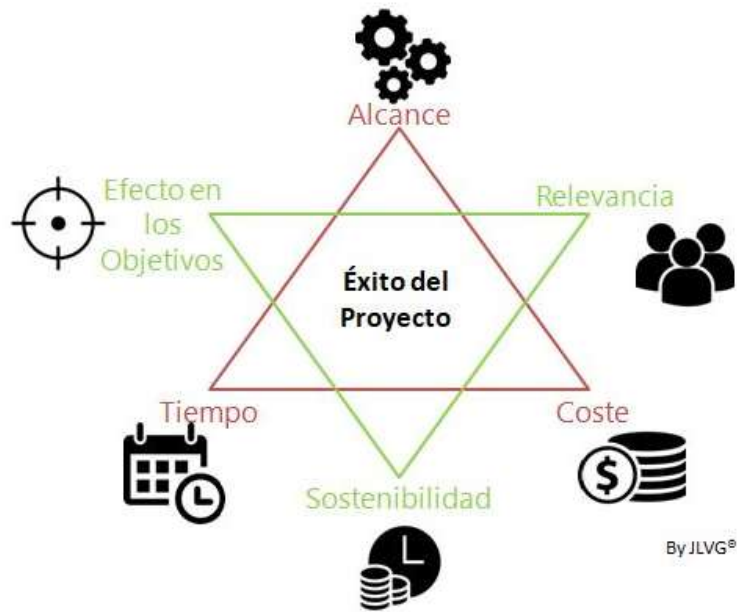 Alcance
Efecto en
los
Objetivos
Relevancia
Éxito del
Proyecto
Tiempo
Coste
$
Sostenibilidad
By JLVG©